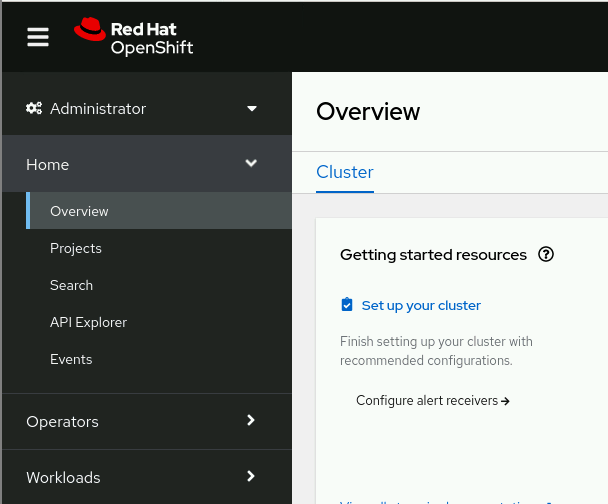 Red Hat
OpenShift
Administrator
Home
Overview
Projects
Search
API Explorer
Events
Operators
Workloads
Overview
Cluster
Getting started resources
Set up your cluster
Finish setting up your cluster with
recommended configurations.
Configure alert receivers